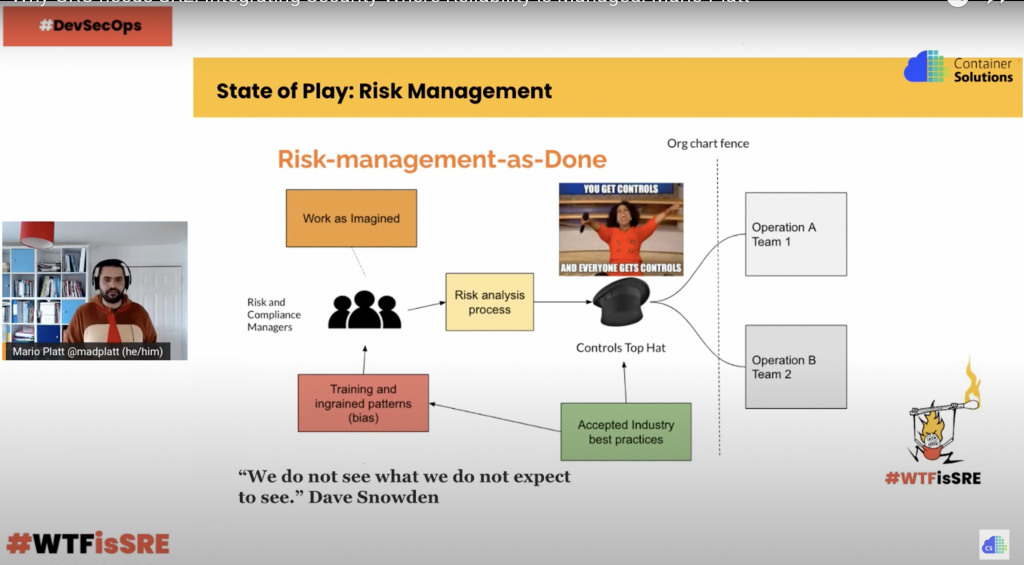 #DevSecOps
Container
Solutions
State of Play: Risk Management
Risk-management-as-Done
Org chart fence
Work as Imagined
YOU GET CONTROLS
AND EVERYONE GETS CONTROLS
Operation A
Team 1
Risk and
Compliance
Managers
Risk analysis
process
Mario Platt @madplatt (he/him)
Controls Top Hat
Operation B
Team 2
Training and
ingrained patterns
(bias)
Accepted Industry
best practices
“We do not see what we do not expect
to see.” Dave Snowden
#WTFisSRE
#WTFisSRE
CS